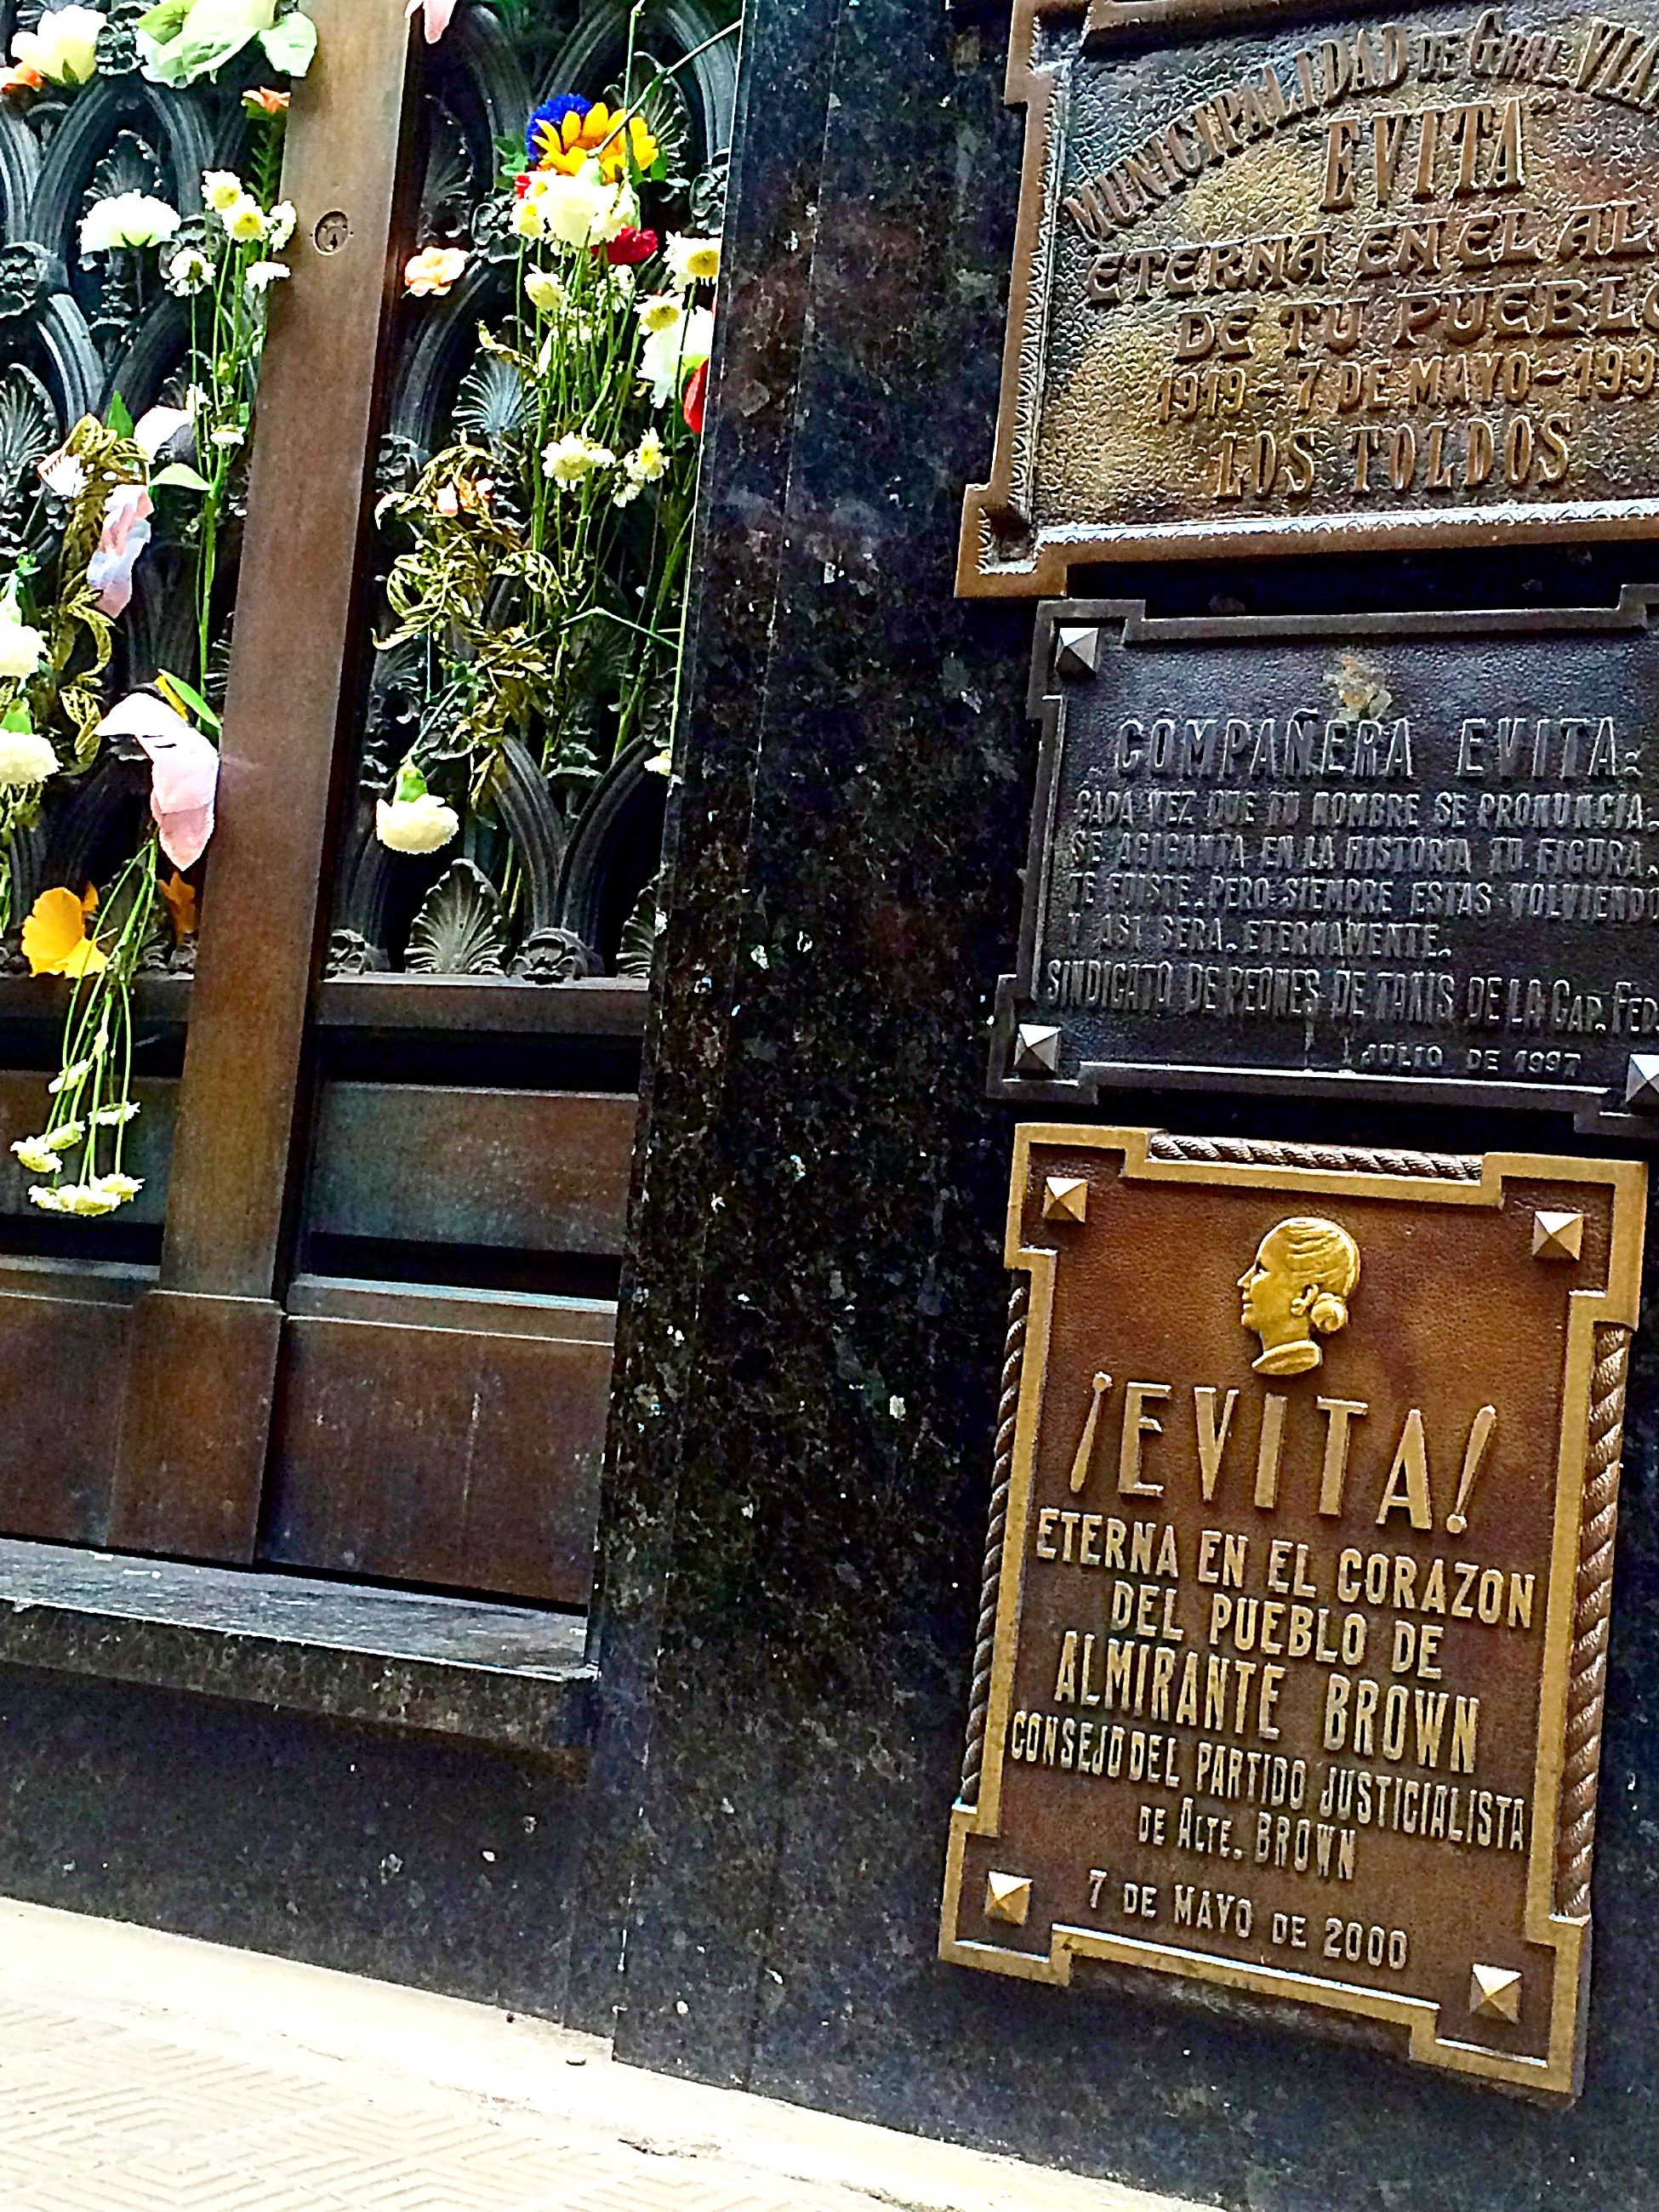 MUNICIPALIDAD DE GRAL VIA
EVITA
ETERNA EN EL AL
DE TU PUEBLO
1919 - 7 DE MAYO - 199
LOS TOLDOS
COMPAÑERA EVITA:
CADA VEZ QUE TU NOMBRE SE PRONUNCIA.
SE AGIGANTA EN LA HISTORIA TU FIGURA.
TE FUISTE. PERO SIEMPRE ESTAS VOLVIENDO
Y ASI SERA. ETERNAMENTE.
SINDICATO DE PEONES DE TAXIS DE LA CAP. FED
JULIO DE 1997
¡EVITA!
ETERNA EN EL CORAZON
DEL PUEBLO DE
ALMIRANTE BROWN
CONSEJO DEL PARTIDO JUSTICIALISTA
DE ALTE. BROWN
7 DE MAYO DE 2000